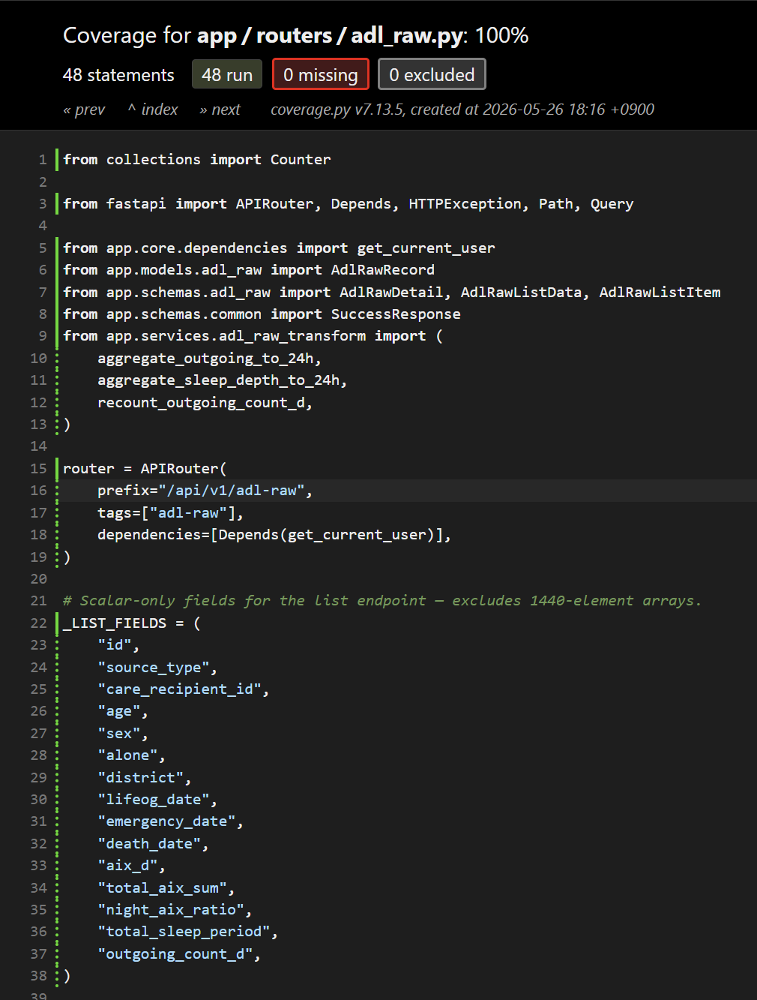 Coverage for app / routers / adl_raw.py: 100%
48 statements 48 run 0 missing 0 excluded
« prev ^ index » next coverage.py v7.13.5, created at 2026-05-26 18:16 +0900
1 from collections import Counter
2
3 from fastapi import APIRouter, Depends, HTTPException, Path, Query
4
5 from app.core.dependencies import get_current_user
6 from app.models.adl_raw import AdlRawRecord
7 from app.schemas.adl_raw import AdlRawDetail, AdlRawListData, AdlRawListItem
8 from app.schemas.common import SuccessResponse
9 from app.services.adl_raw_transform import (
10     aggregate_outgoing_to_24h,
11     aggregate_sleep_depth_to_24h,
12     recount_outgoing_count_d,
13 )
14
15 router = APIRouter(
16     prefix="/api/v1/adl-raw",
17     tags=["adl-raw"],
18     dependencies=[Depends(get_current_user)],
19 )
20
21 # Scalar-only fields for the list endpoint — excludes 1440-element arrays.
22 _LIST_FIELDS = (
23     "id",
24     "source_type",
25     "care_recipient_id",
26     "age",
27     "sex",
28     "alone",
29     "district",
30     "lifeog_date",
31     "emergency_date",
32     "death_date",
33     "aix_d",
34     "total_aix_sum",
35     "night_aix_ratio",
36     "total_sleep_period",
37     "outgoing_count_d",
38 )
39